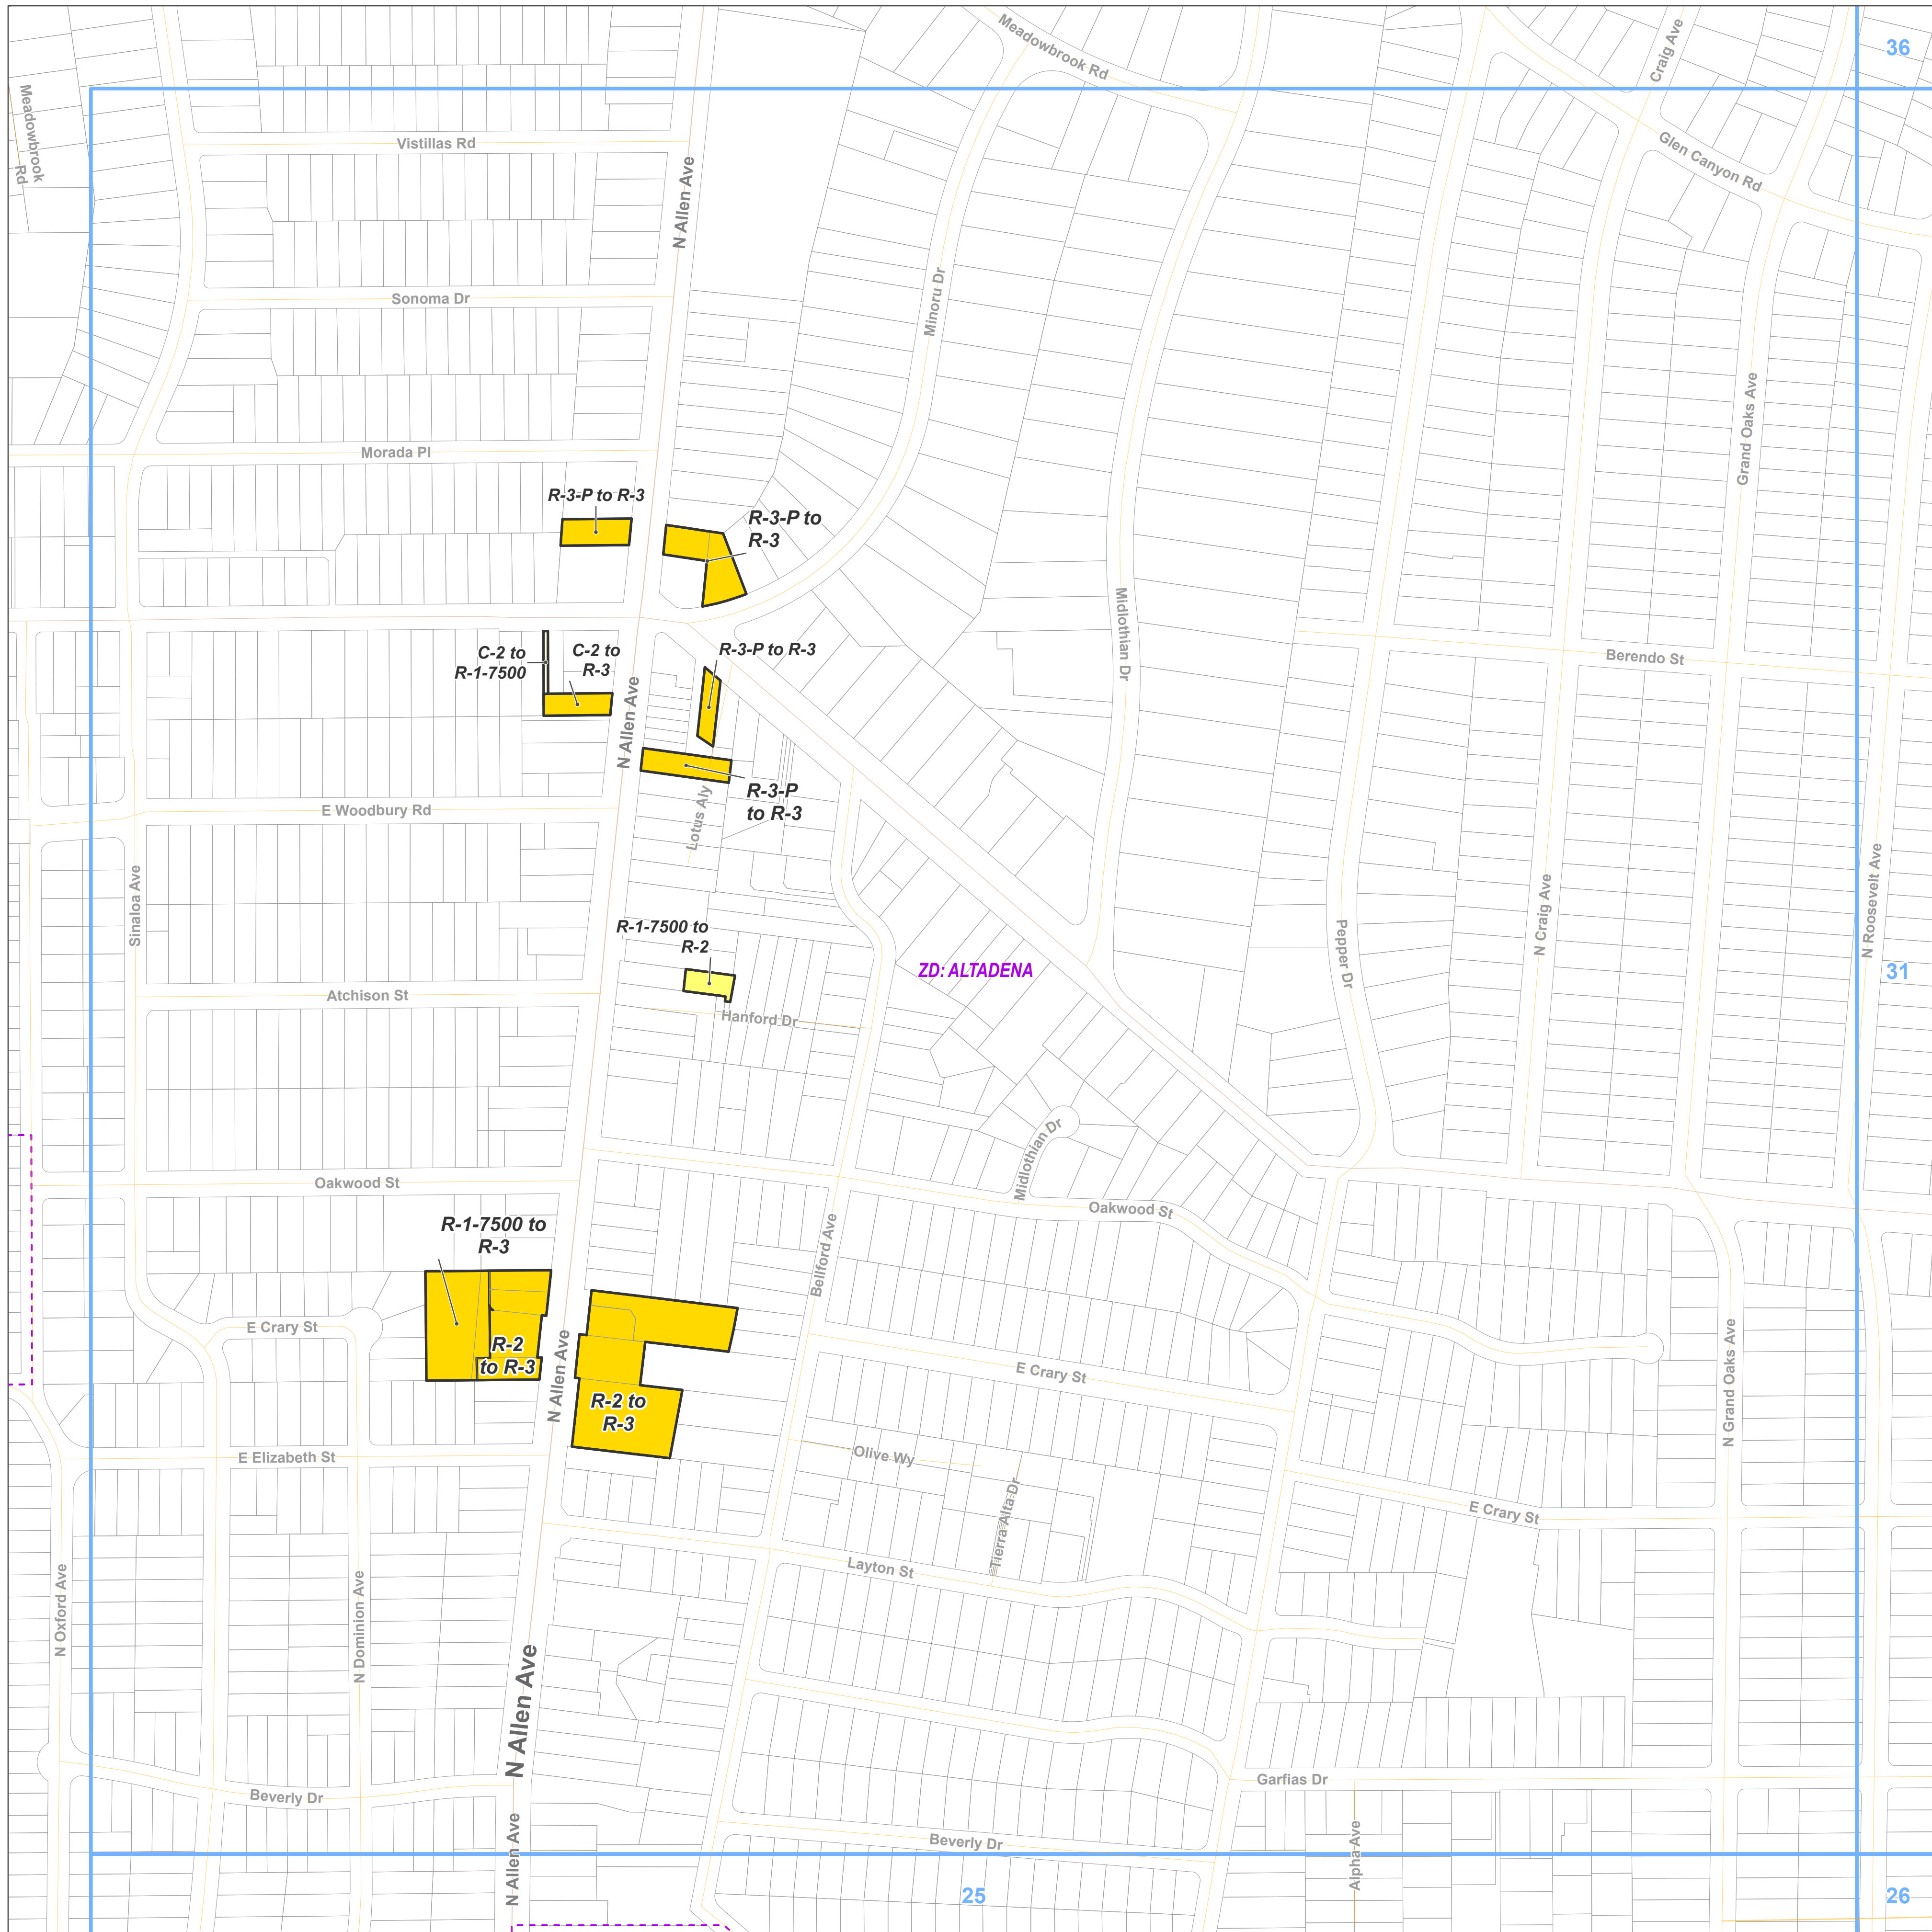 Meadowbrook Rd
Craig Ave
36
Meadowbrook
Rd
Vistillas Rd
Glen Canyon Rd
N Allen Ave
Sonoma Dr
Minoru Dr
Grand Oaks Ave
Morada Pl
R-3-P to R-3
R-3-P to
R-3
Midlothian Dr
C-2 to
R-1-7500
C-2 to
R-3
R-3-P to R-3
Berendo St
N Allen Ave
R-3-P
to R-3
E Woodbury Rd
Lotus Aly
Sinaloa Ave
N Craig Ave
N Roosevelt Ave
R-1-7500 to
R-2
Pepper Dr
ZD: ALTADENA
31
Atchison St
Hanford Dr
Midlothian Dr
Oakwood St
Oakwood St
R-1-7500 to
R-3
Bellford Ave
E Crary St
R-2
to R-3
N Allen Ave
E Crary St
N Grand Oaks Ave
R-2 to
R-3
E Elizabeth St
Olive Wy
Tierra Alta Dr
E Crary St
Layton St
N Oxford Ave
N Dominion Ave
N Allen Ave
Garfias Dr
Beverly Dr
N Allen Ave
Beverly Dr
Alpha Ave
25
26